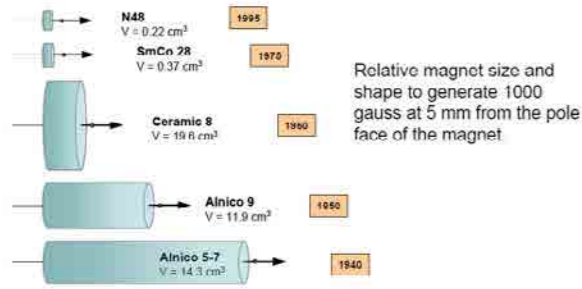 N48
V = 0.22 cm³
1995
SmCo 28
V = 0.37 cm³
1970
Relative magnet size and
shape to generate 1000
gauss at 5 mm from the pole
face of the magnet
Ceramic 8
V = 19.6 cm³
1960
Alnico 9
V = 11.9 cm³
1950
Alnico 5-7
V = 14.3 cm³
1940